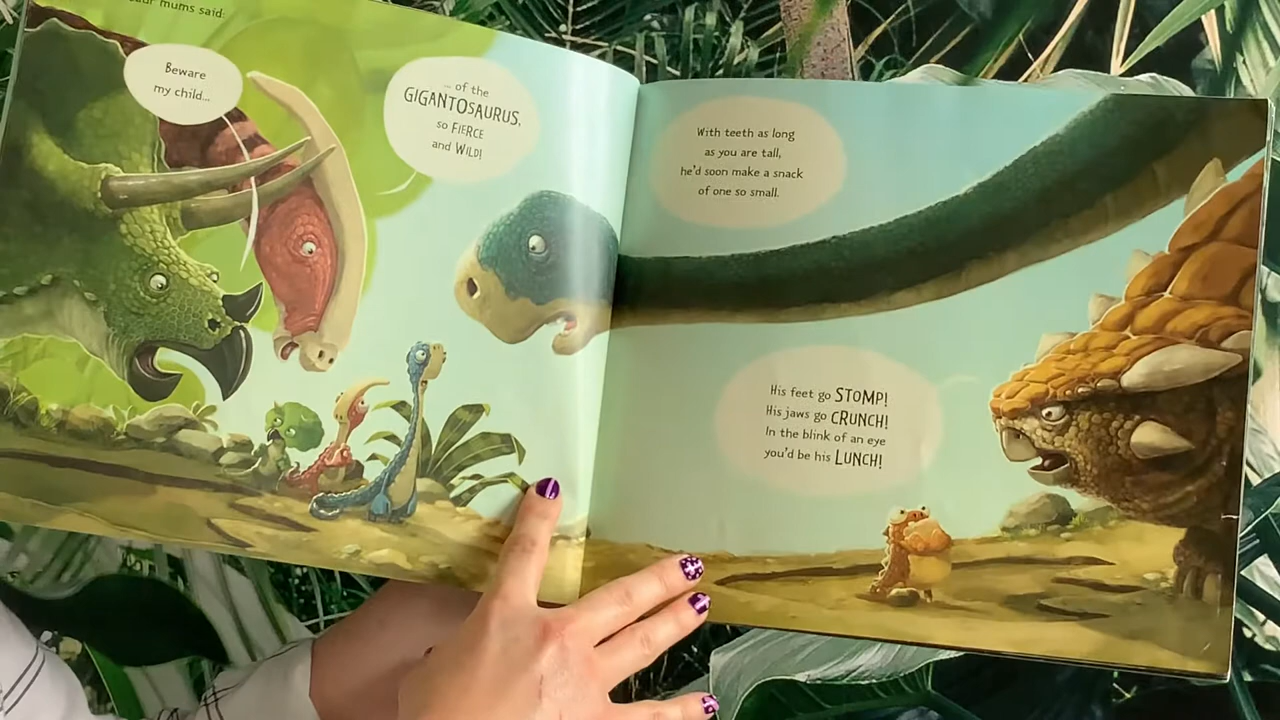 mums said:
Beware
my child...
... of the
GIGANTOSAURUS,
so FIERCE
and WILD!
With teeth as long
as you are tall,
he'd soon make a snack
of one so small.
His feet go STOMP!
His jaws go CRUNCH!
In the blink of an eye
you'd be his LUNCH!